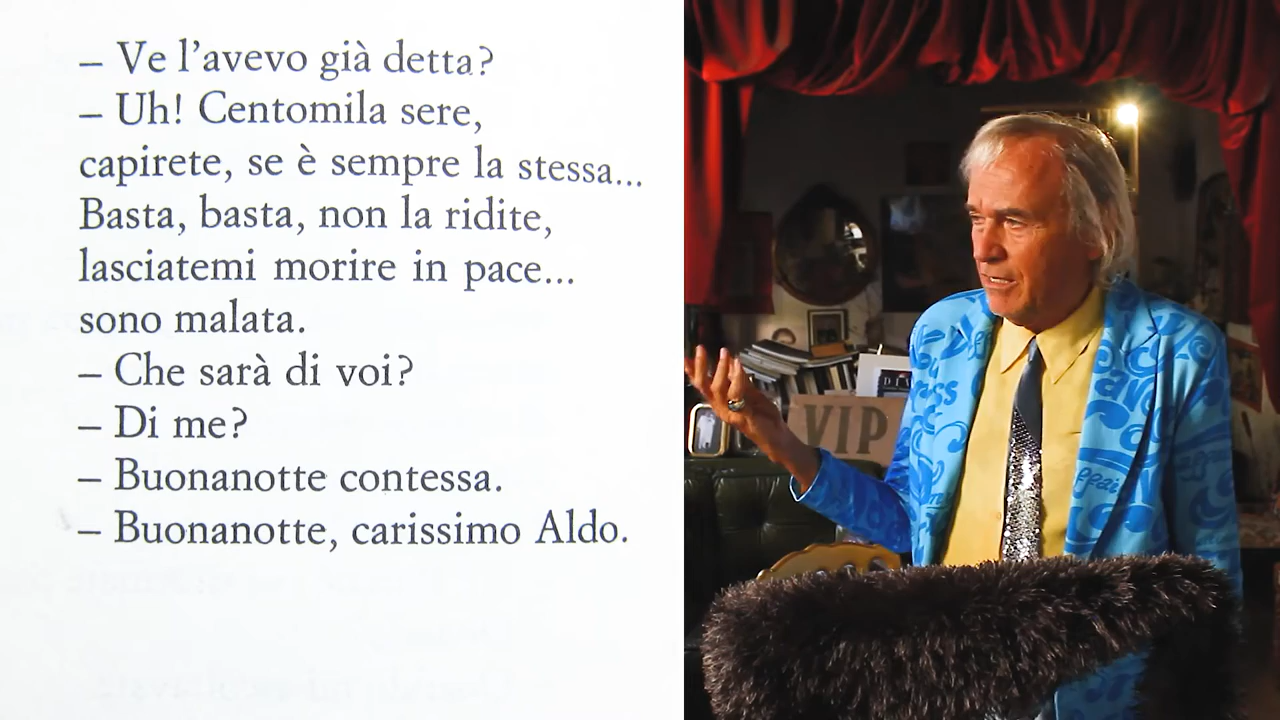 – Ve l’avevo già detta?
– Uh! Centomila sere,
capirete, se è sempre la stessa...
Basta, basta, non la ridite,
lasciatemi morire in pace...
sono malata.
– Che sarà di voi?
– Di me?
– Buonanotte contessa.
– Buonanotte, carissimo Aldo.
VIP